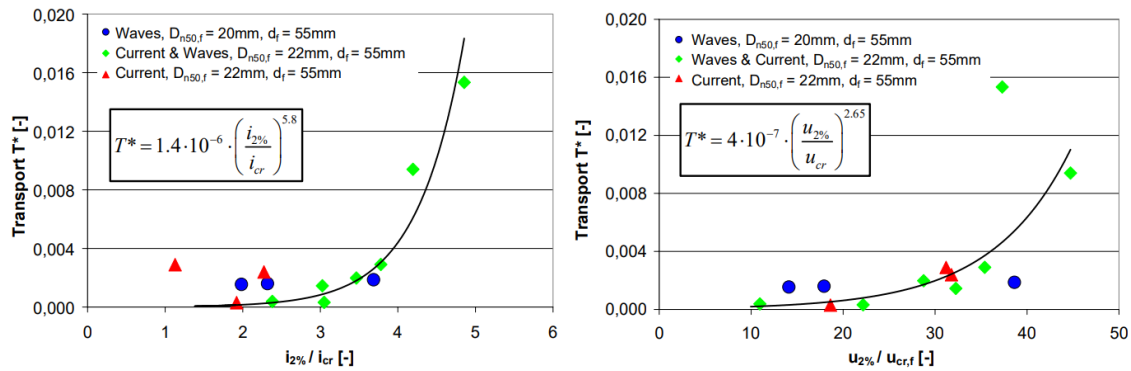 0,020
0,016
0,012
0,008
0,004
0,000
Transport T* [-]
Waves, Dn50,f = 20mm, df = 55mm
Current & Waves, Dn50,f = 22mm, df = 55mm
Current, Dn50,f = 22mm, df = 55mm
T* = 1.4·10^-6 · (i2% / icr)^5.8
0 1 2 3 4 5 6
i2% / icr [-]
0,020
0,016
0,012
0,008
0,004
0,000
Transport T* [-]
Waves, Dn50,f = 20mm, df = 55mm
Waves & Current, Dn50,f = 22mm, df = 55mm
Current, Dn50,f = 22mm, df = 55mm
T* = 4·10^-7 · (u2% / ucr)^2.65
0 10 20 30 40 50
u2% / ucr,f [-]